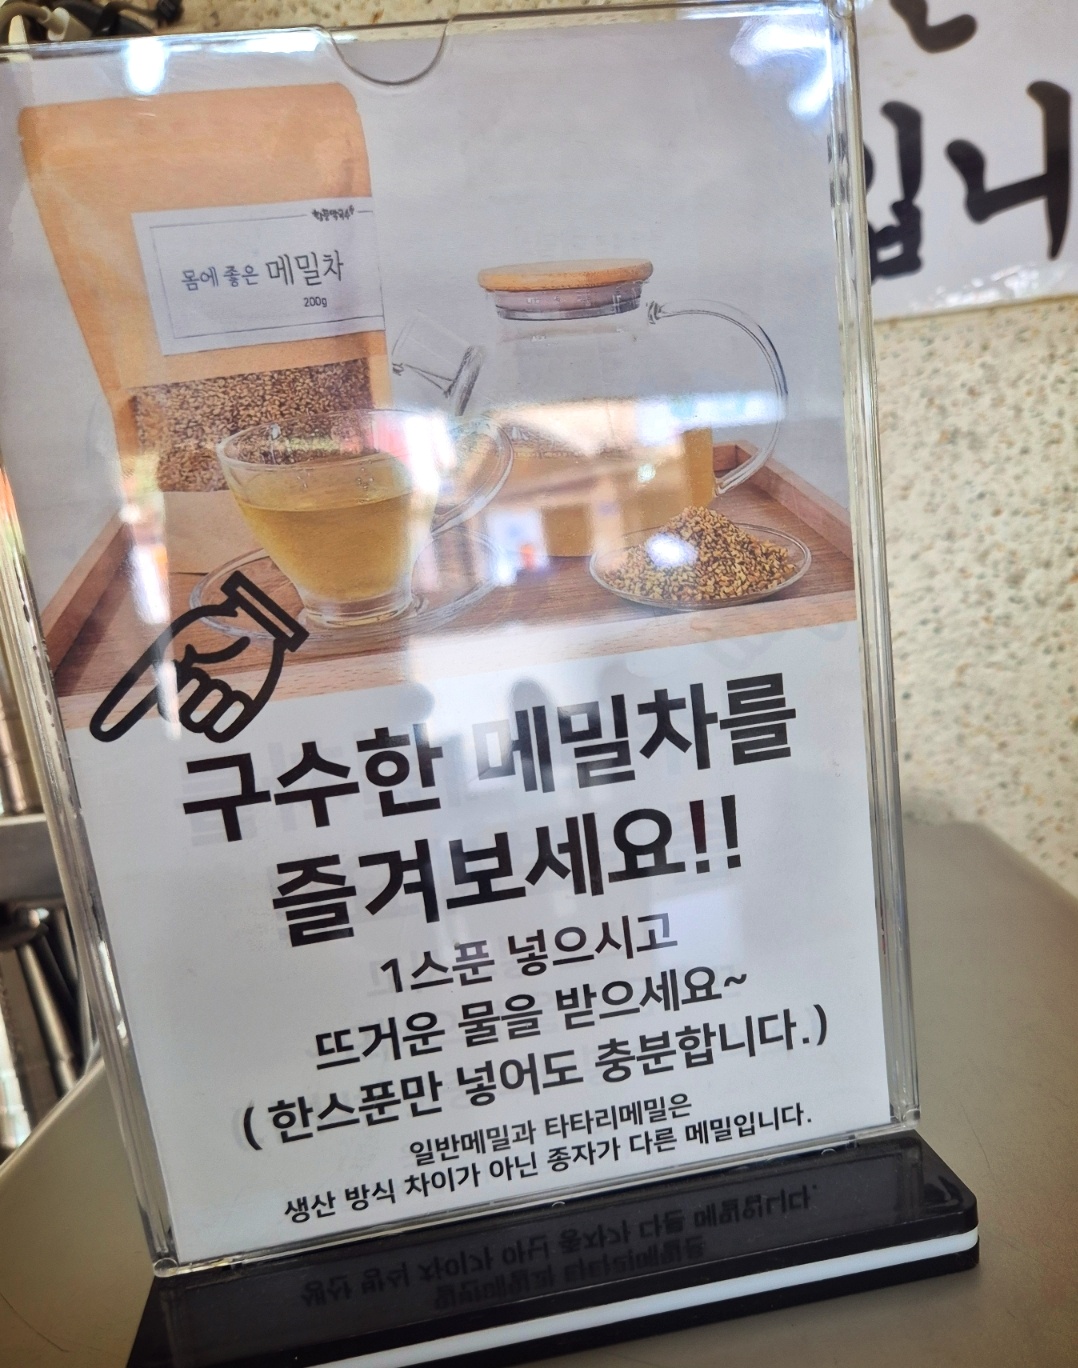 몸에 좋은 메밀차
200g
구수한 메밀차를
즐겨보세요!!
1스푼 넣으시고
뜨거운 물을 받으세요~
( 한스푼만 넣어도 충분합니다.)
일반메밀과 타타리메밀은
생산 방식 차이가 아닌 종자가 다른 메밀입니다.
입니